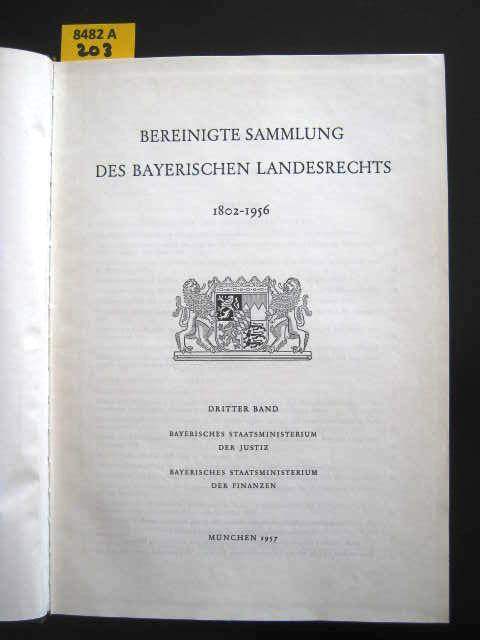 8482 A
203
BEREINIGTE SAMMLUNG
DES BAYERISCHEN LANDESRECHTS
1802-1956
DRITTER BAND
BAYERISCHES STAATSMINISTERIUM
DER JUSTIZ
BAYERISCHES STAATSMINISTERIUM
DER FINANZEN
MÜNCHEN 1957